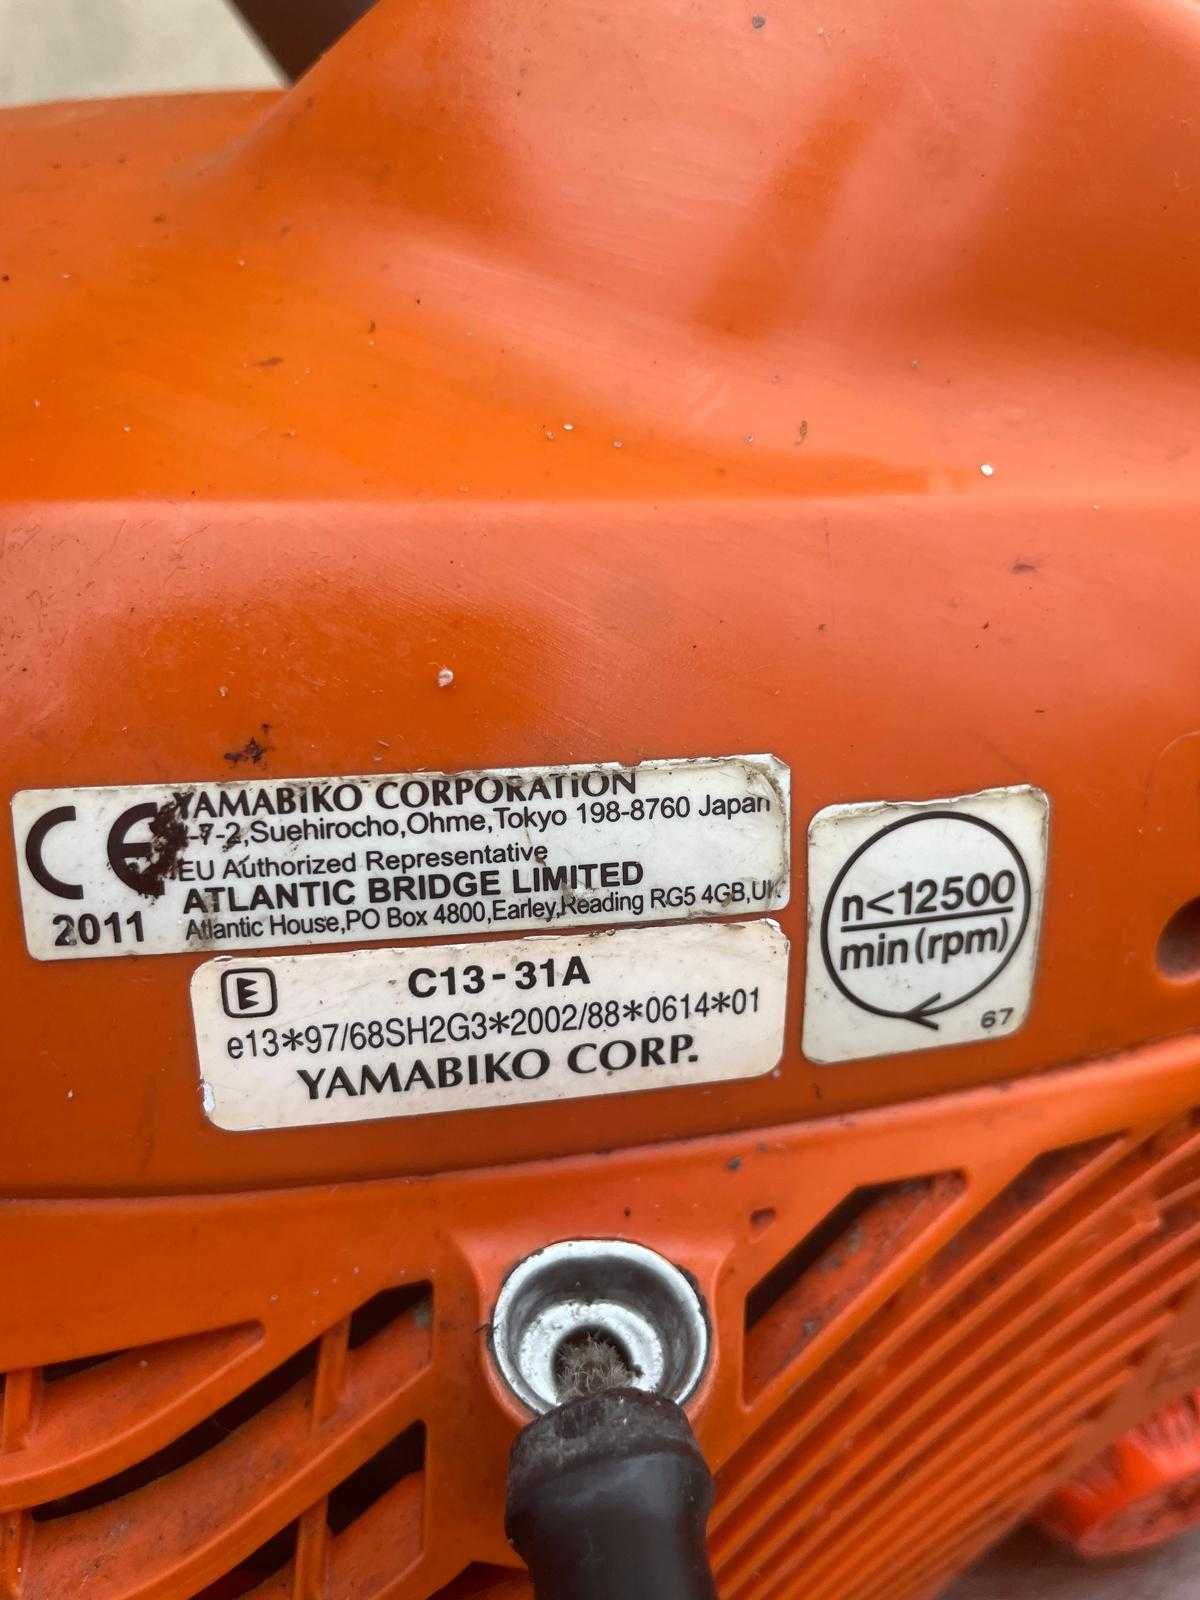 CE YAMABIKO CORPORATION
-7-2,Suehirocho,Ohme,Tokyo 198-8760 Japan
EU Authorized Representative
ATLANTIC BRIDGE LIMITED
2011 Atlantic House,PO Box 4800,Earley,Reading RG5 4GB,UK
E C13-31A
e13*97/68SH2G3*2002/88*0614*01
YAMABIKO CORP.
n<12500
min(rpm)
67